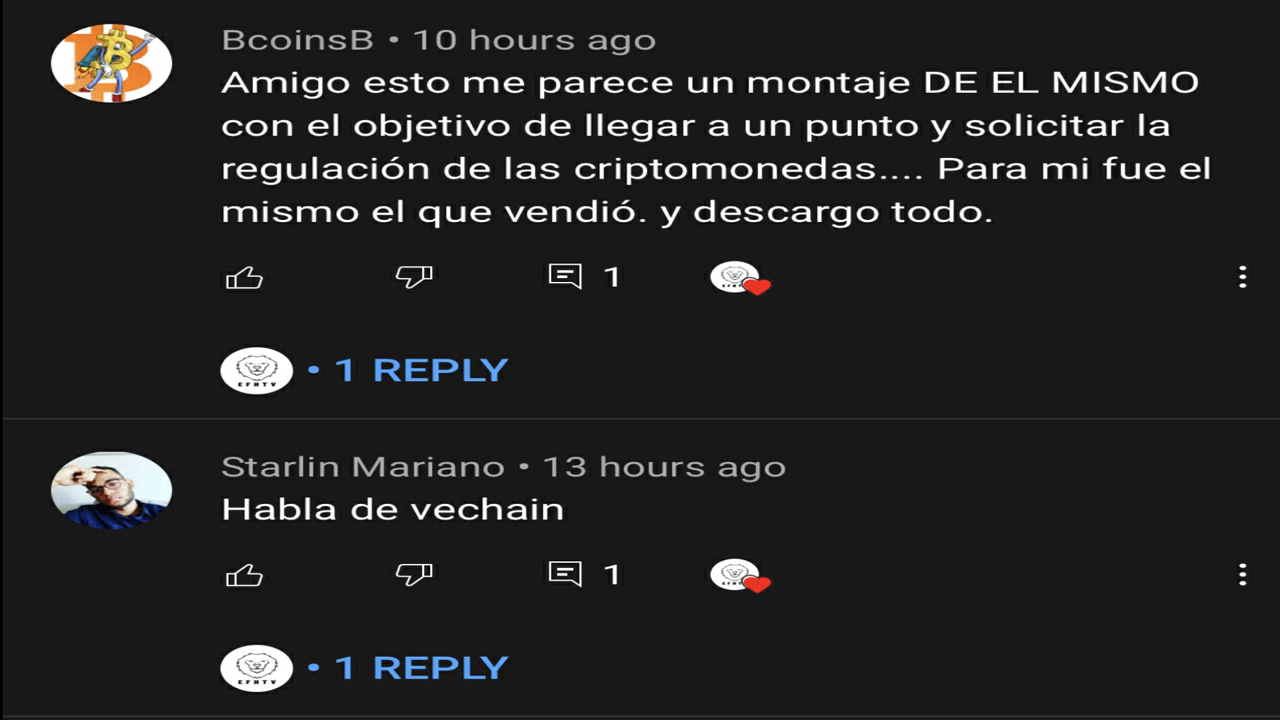 BcoinsB • 10 hours ago
Amigo esto me parece un montaje DE EL MISMO
con el objetivo de llegar a un punto y solicitar la
regulación de las criptomonedas.... Para mi fue el
mismo el que vendió. y descargo todo.
1
EFHTV • 1 REPLY
Starlin Mariano • 13 hours ago
Habla de vechain
1
EFHTV • 1 REPLY